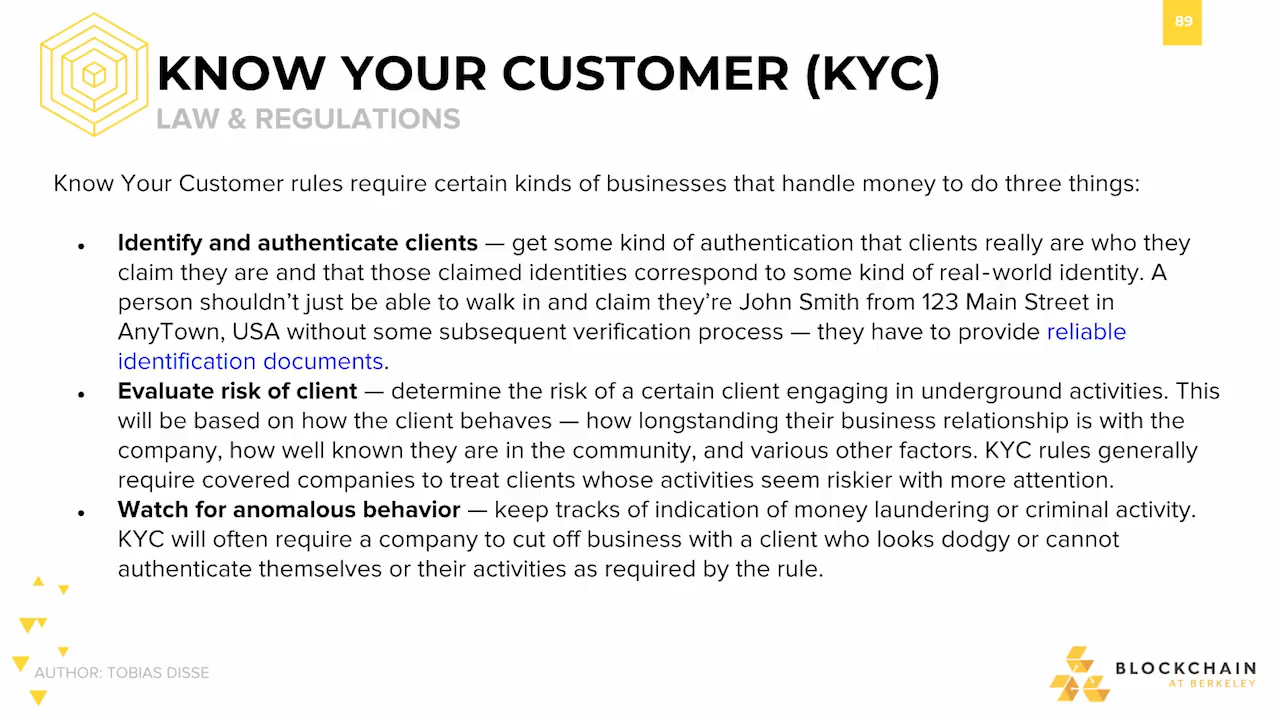 89
KNOW YOUR CUSTOMER (KYC)
LAW & REGULATIONS
Know Your Customer rules require certain kinds of businesses that handle money to do three things:
● Identify and authenticate clients — get some kind of authentication that clients really are who they
claim they are and that those claimed identities correspond to some kind of real-world identity. A
person shouldn't just be able to walk in and claim they're John Smith from 123 Main Street in
AnyTown, USA without some subsequent verification process — they have to provide reliable
identification documents.
● Evaluate risk of client — determine the risk of a certain client engaging in underground activities. This
will be based on how the client behaves — how longstanding their business relationship is with the
company, how well known they are in the community, and various other factors. KYC rules generally
require covered companies to treat clients whose activities seem riskier with more attention.
● Watch for anomalous behavior — keep tracks of indication of money laundering or criminal activity.
KYC will often require a company to cut off business with a client who looks dodgy or cannot
authenticate themselves or their activities as required by the rule.
AUTHOR: TOBIAS DISSE
BLOCKCHAIN
AT BERKELEY